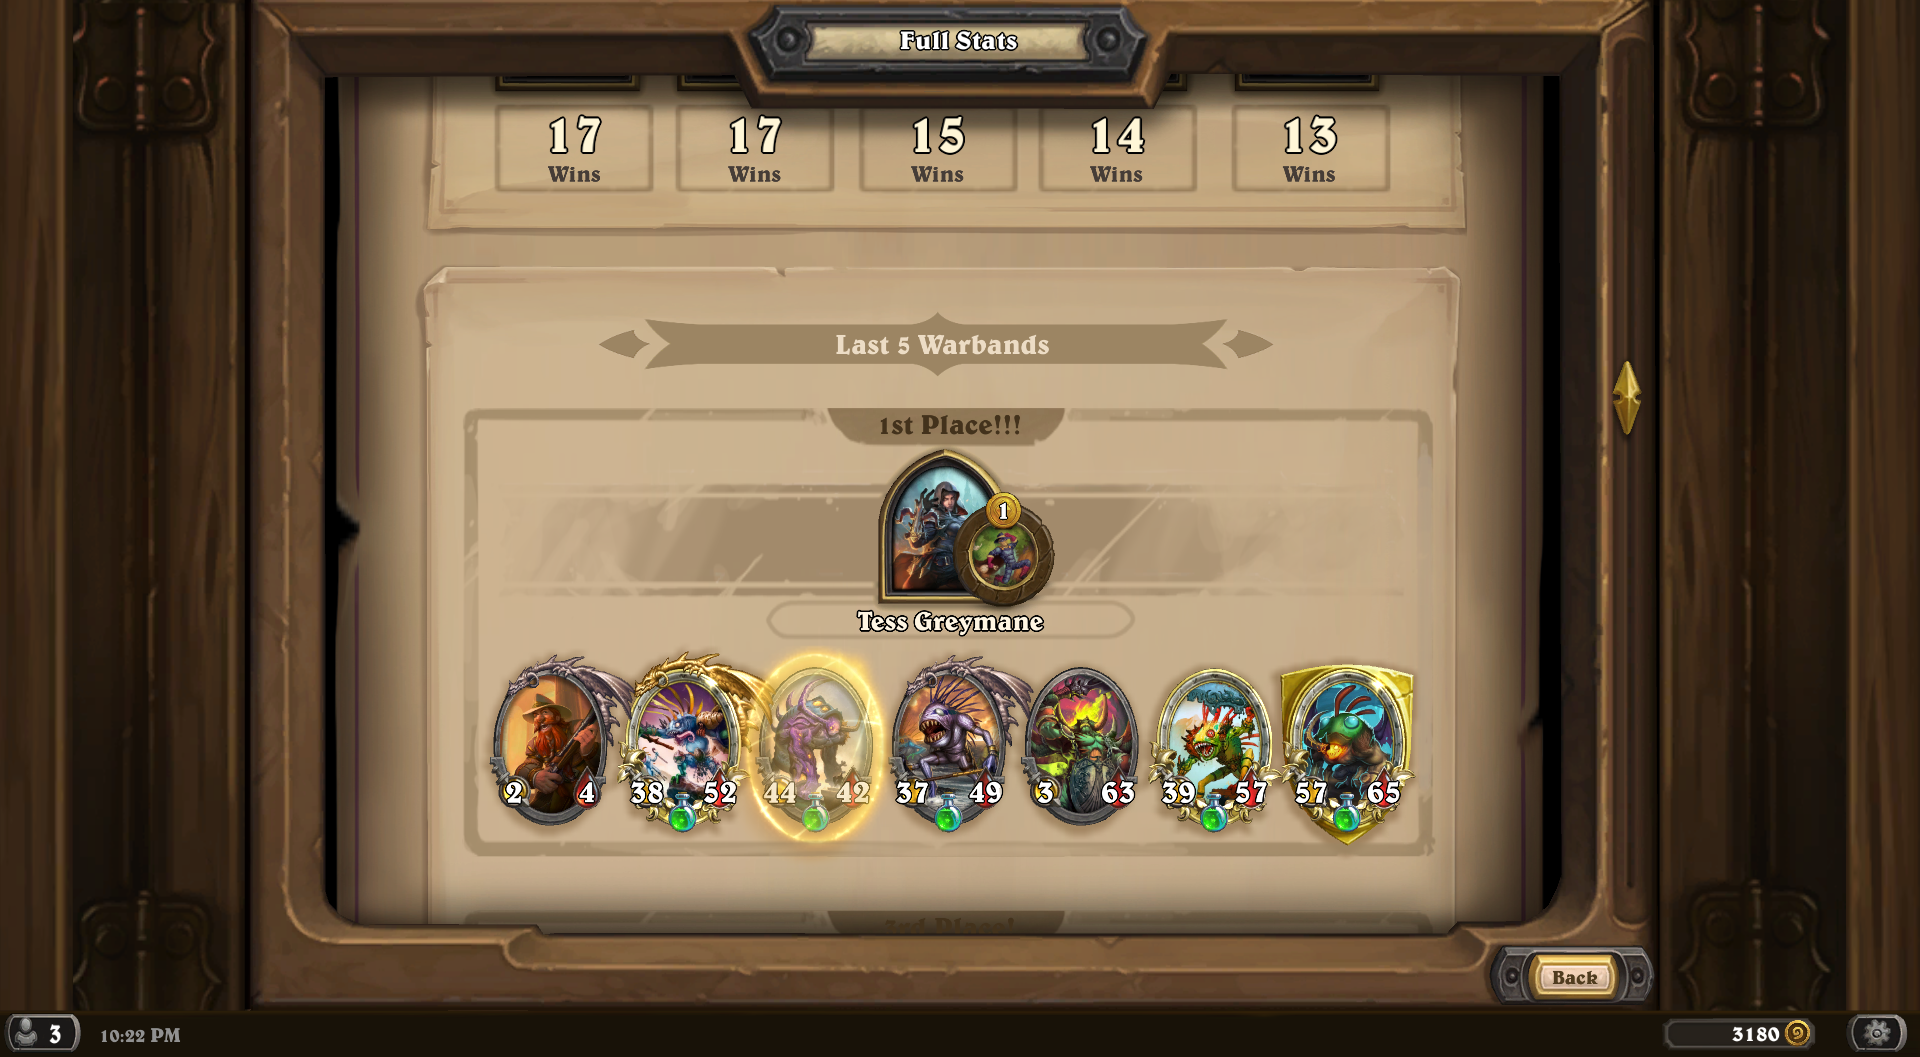 Full Stats
17 17 15 14 13
Wins Wins Wins Wins Wins
Last 5 Warbands
1st Place!!!
1
Tess Greymane
2 4 38 52 44 42 37 49 3 63 39 57 57 65
Back
3 10:22 PM 3180